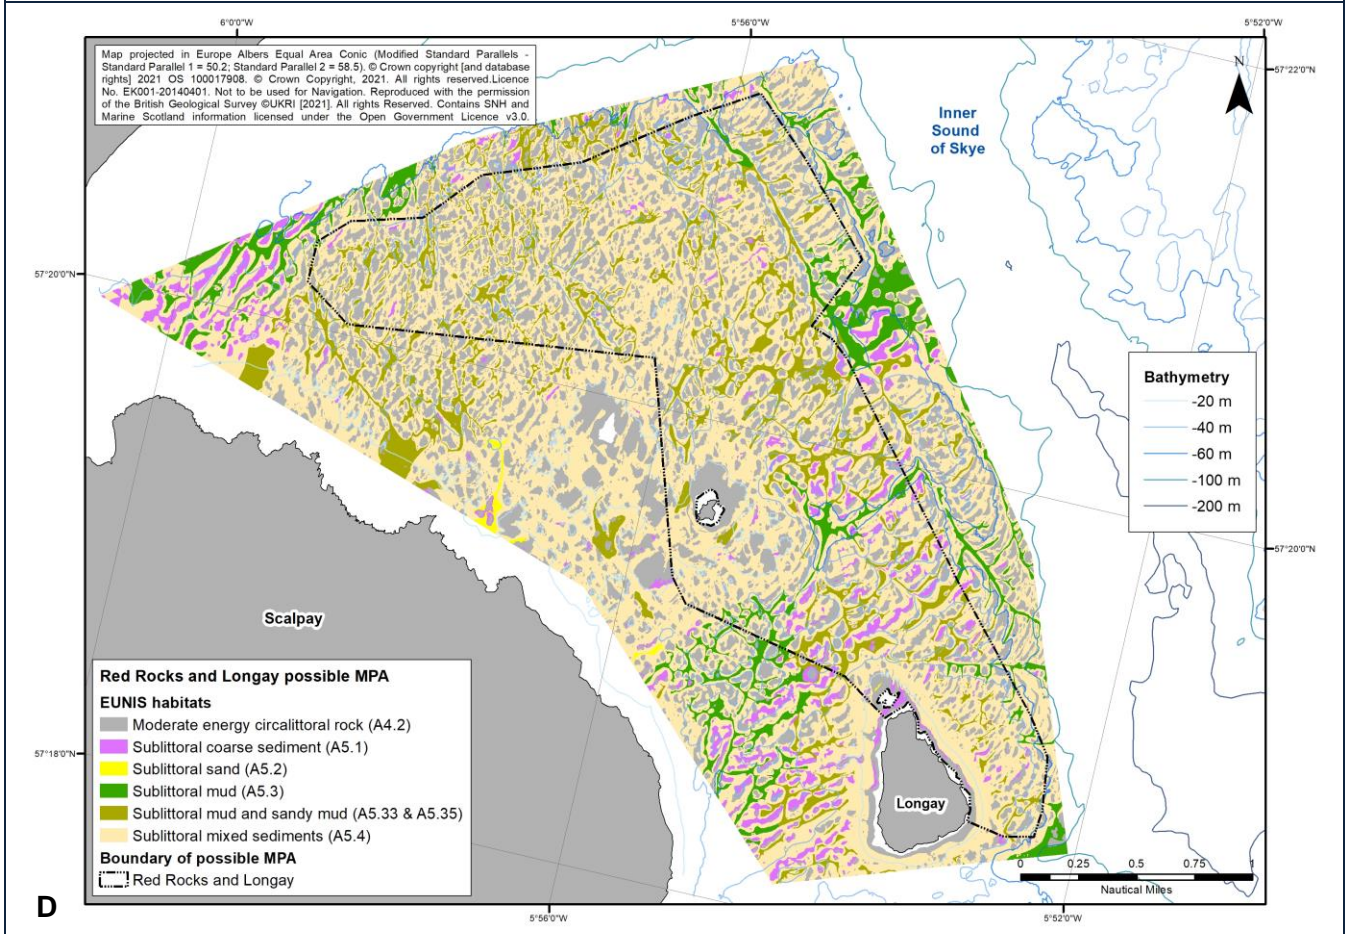 6°0'0"W
5°56'0"W
5°52'0"W
Map projected in Europe Albers Equal Area Conic (Modified Standard Parallels -
Standard Parallel 1 = 50.2; Standard Parallel 2 = 58.5). © Crown copyright [and database
rights] 2021 OS 100017908. © Crown Copyright, 2021. All rights reserved.Licence
No. EK001-20140401. Not to be used for Navigation. Reproduced with the permission
of the British Geological Survey ©UKRI [2021]. All rights Reserved. Contains SNH and
Marine Scotland information licensed under the Open Government Licence v3.0.
N
57°22'0"N
Inner
Sound
of Skye
57°20'0"N
Bathymetry
-20 m
-40 m
-60 m
-100 m
-200 m
57°20'0"N
Scalpay
Red Rocks and Longay possible MPA
EUNIS habitats
Moderate energy circalittoral rock (A4.2)
Sublittoral coarse sediment (A5.1)
Sublittoral sand (A5.2)
Sublittoral mud (A5.3)
Sublittoral mud and sandy mud (A5.33 & A5.35)
Sublittoral mixed sediments (A5.4)
Boundary of possible MPA
Red Rocks and Longay
57°18'0"N
Longay
0 0.25 0.5 0.75 1
Nautical Miles
D
5°56'0"W
5°52'0"W